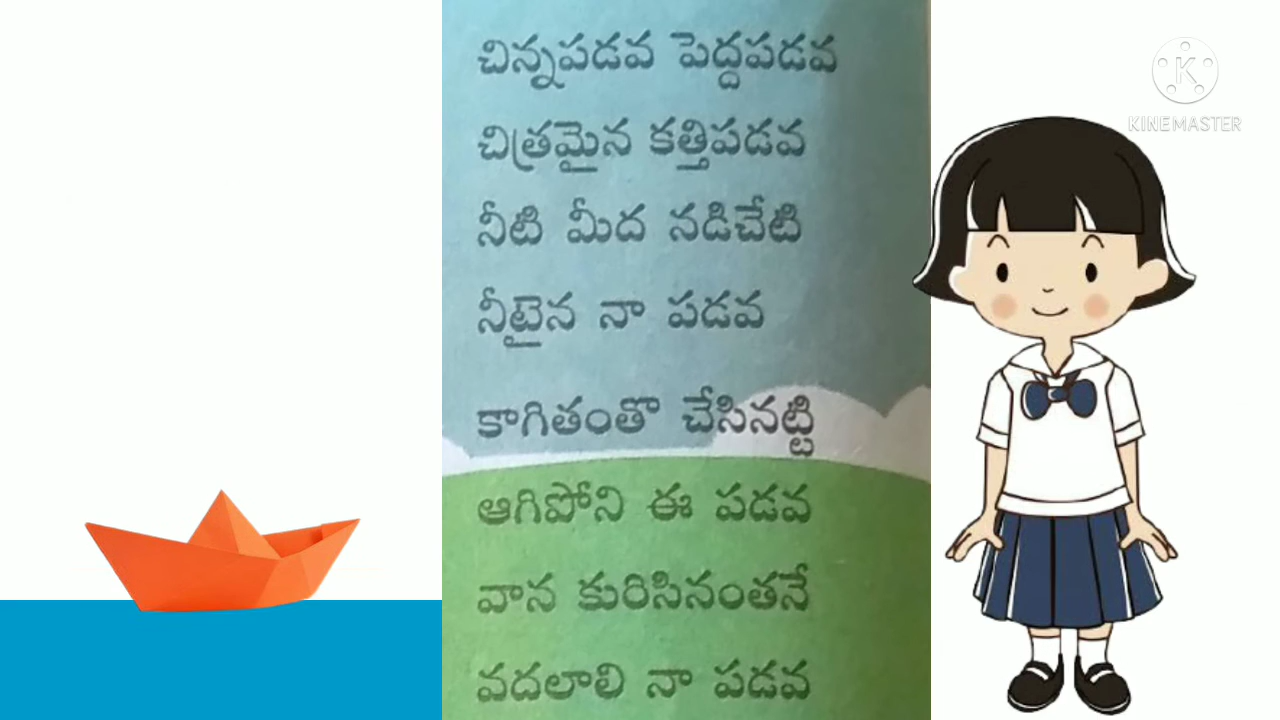 చిన్నపడవ పెద్దపడవ
చిత్రమైన కత్తిపడవ
నీటి మీద నడిచేటి
నీటైన నా పడవ
కాగితంతొ చేసినట్టి
ఆగిపోని ఈ పడవ
వాన కురిసినంతనే
వదలాలి నా పడవ
K
KINEMASTER